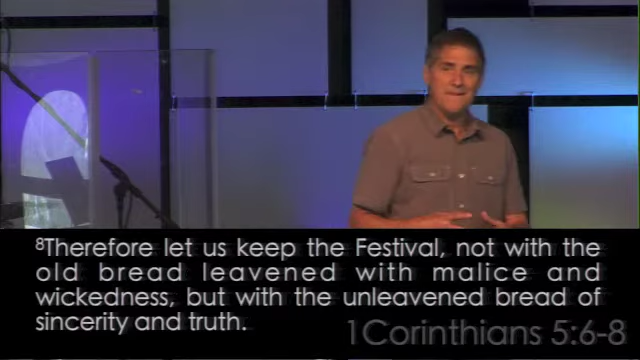 ⁸Therefore let us keep the Festival, not with the
old bread leavened with malice and
wickedness, but with the unleavened bread of
sincerity and truth.
1Corinthians 5:6-8